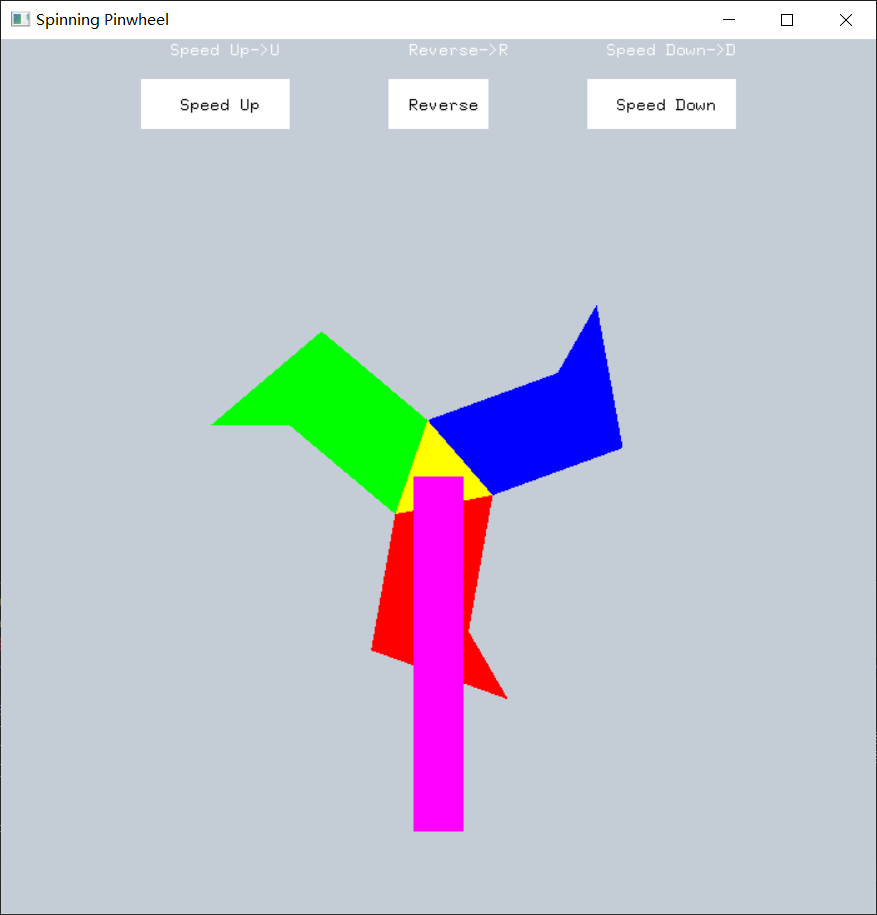 Spinning Pinwheel
Speed Up->U Reverse->R Speed Down->D
Speed Up Reverse Speed Down